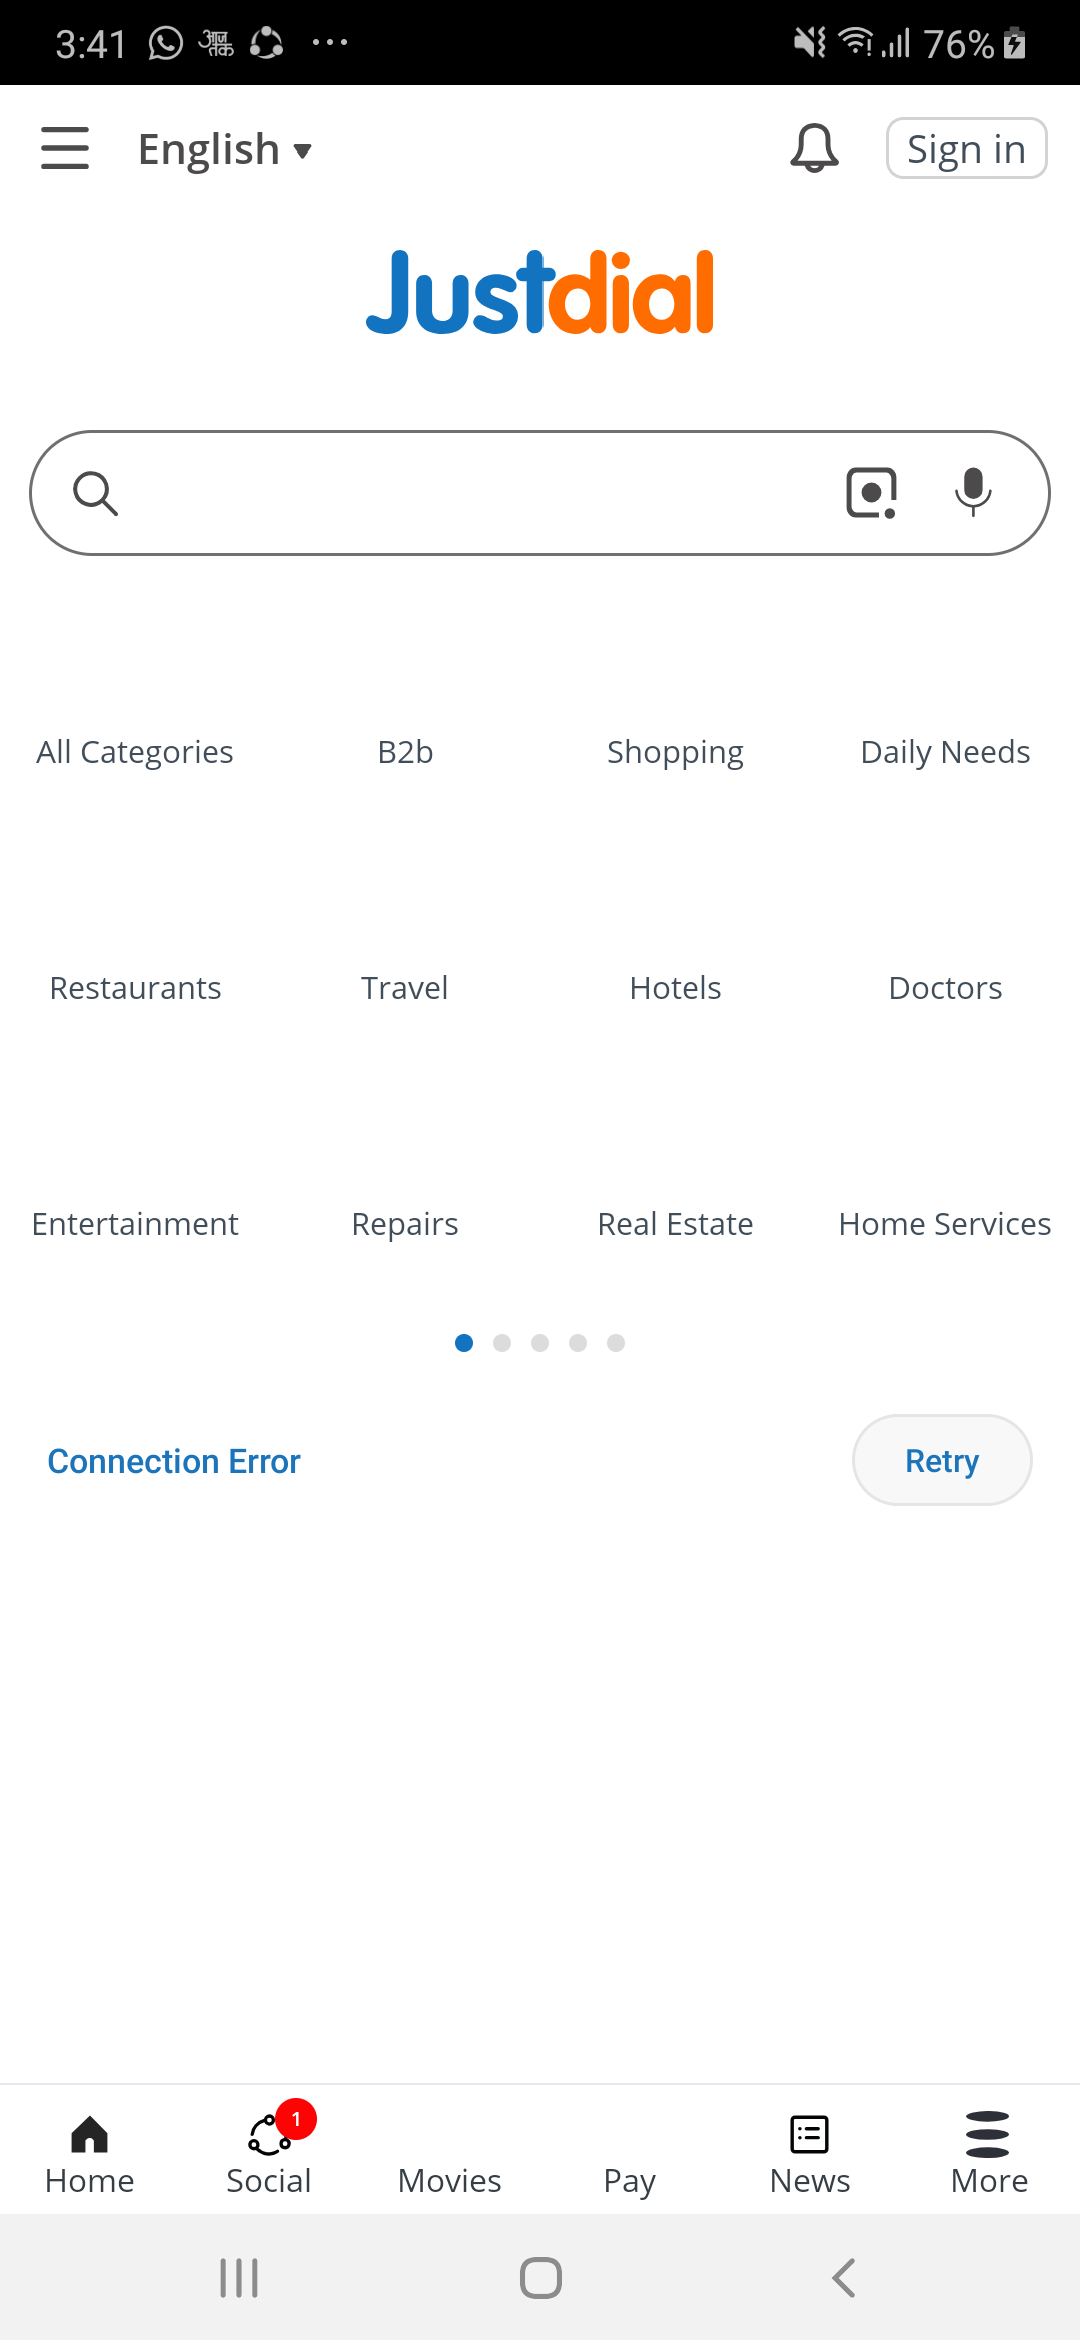 3:41 आज तक 76%
English Sign in
Justdial
All Categories B2b Shopping Daily Needs
Restaurants Travel Hotels Doctors
Entertainment Repairs Real Estate Home Services
Connection Error Retry
1
Home Social Movies Pay News More